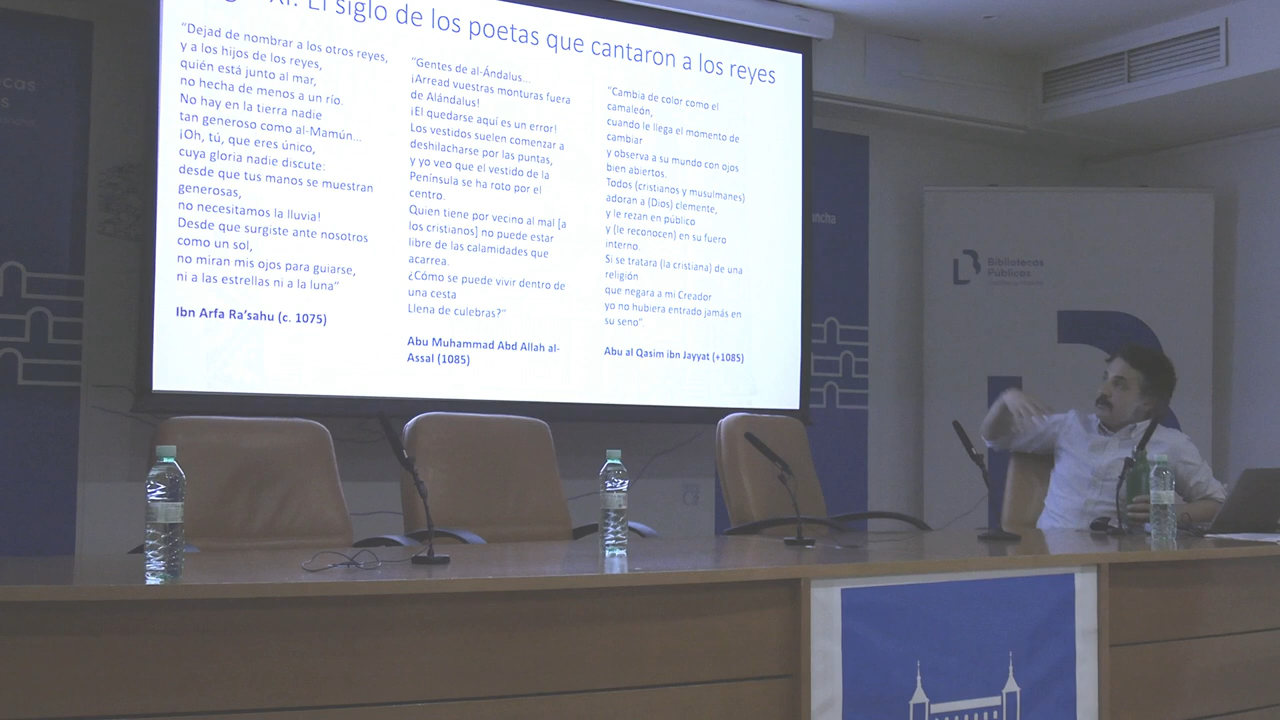 XI. El siglo de los poetas que cantaron a los reyes
"Dejad de nombrar a los otros reyes,
y a los hijos de los reyes,
quién está junto al mar,
no hecha de menos a un río.
No hay en la tierra nadie
tan generoso como al-Mamún...
¡Oh, tú, que eres único,
cuya gloria nadie discute:
desde que tus manos se muestran
generosas,
no necesitamos la lluvia!
Desde que surgiste ante nosotros
como un sol,
no miran mis ojos para guiarse,
ni a las estrellas ni a la luna"
Ibn Arfa Ra'sahu (c. 1075)
"Gentes de al-Ándalus...
¡Arread vuestras monturas fuera
de Alándalus!
¡El quedarse aquí es un error!
Los vestidos suelen comenzar a
deshilacharse por las puntas,
y yo veo que el vestido de la
Península se ha roto por el
centro.
Quien tiene por vecino al mal [a
los cristianos] no puede estar
libre de las calamidades que
acarrea.
¿Cómo se puede vivir dentro de
una cesta
Llena de culebras?"
Abu Muhammad Abd Allah al-
Assal (1085)
"Cambia de color como el
camaleón,
cuando le llega el momento de
cambiar
y observa a su mundo con ojos
bien abiertos.
Todos (cristianos y musulmanes)
adoran a (Dios) clemente,
y le rezan en público
y (le reconocen) en su fuero
interno.
Si se tratara (la cristiana) de una
religión
que negara a mi Creador
yo no hubiera entrado jamás en
su seno".
Abu al Qasim ibn Jayyat (+1085)
ncha
Bibliotecas
Públicas